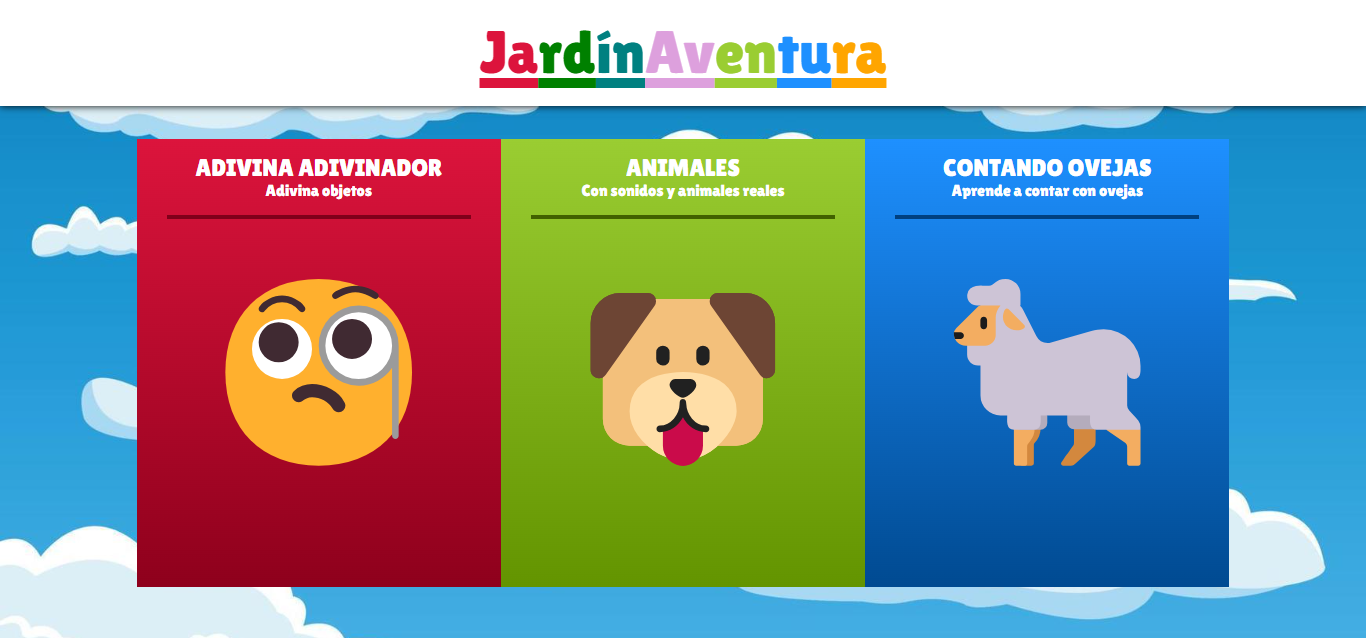 JardínAventura
ADIVINA ADIVINADOR
Adivina objetos
ANIMALES
Con sonidos y animales reales
CONTANDO OVEJAS
Aprende a contar con ovejas